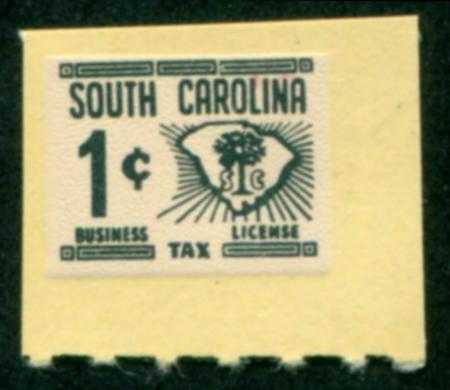 SOUTH CAROLINA
1¢
S C
BUSINESS LICENSE
TAX